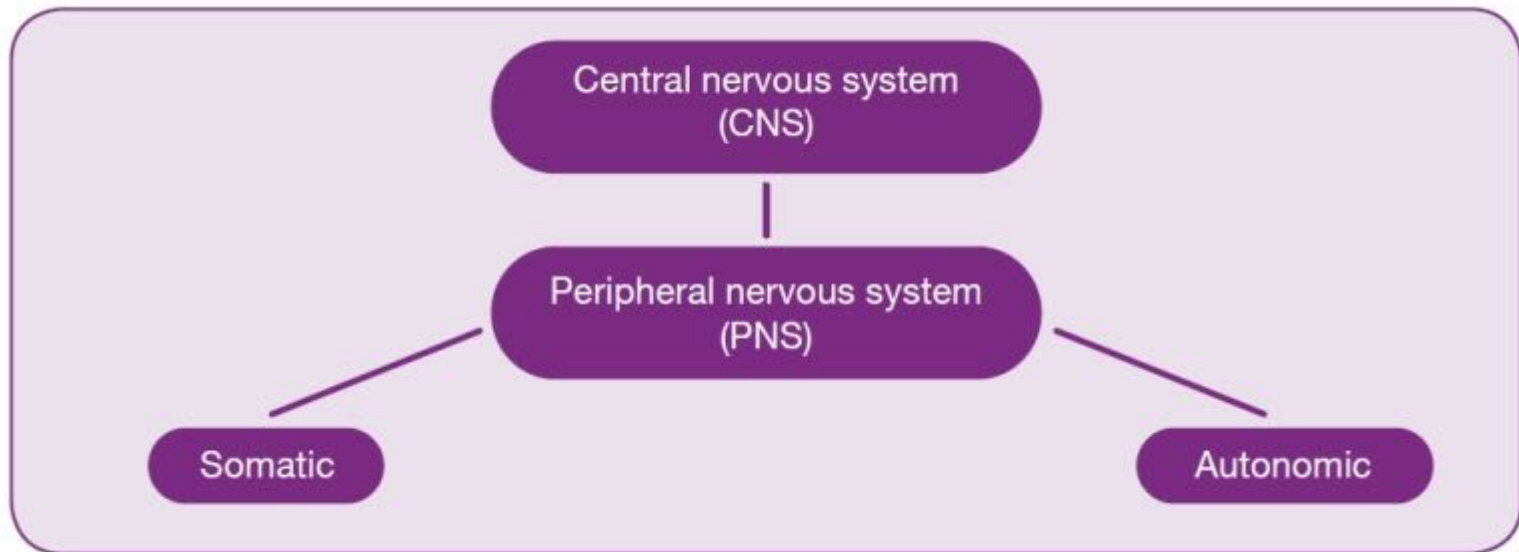 Central nervous system
(CNS)
Peripheral nervous system
(PNS)
Somatic
Autonomic